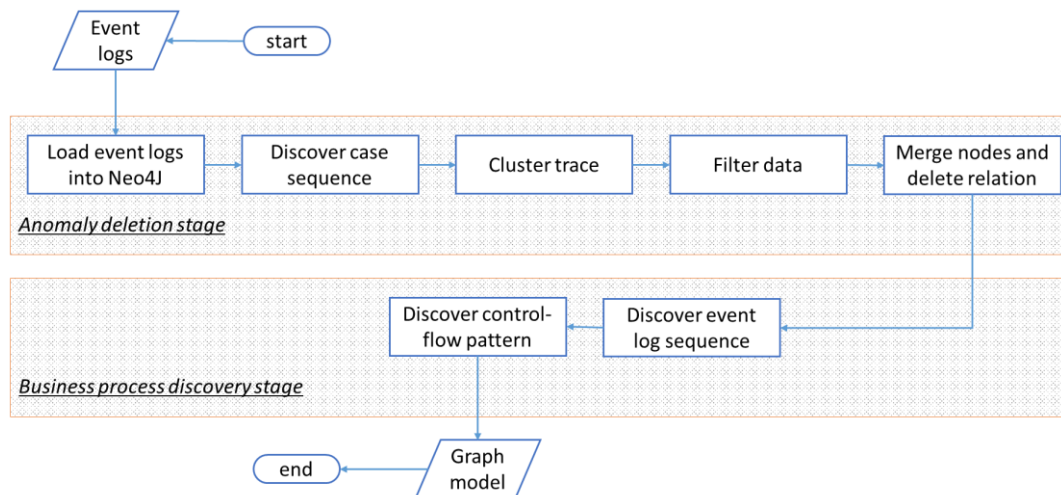 Event
logs
start
Load event logs
into Neo4J
Discover case
sequence
Cluster trace
Filter data
Merge nodes and
delete relation
Anomaly deletion stage
Discover control-
flow pattern
Discover event
log sequence
Business process discovery stage
end
Graph
model